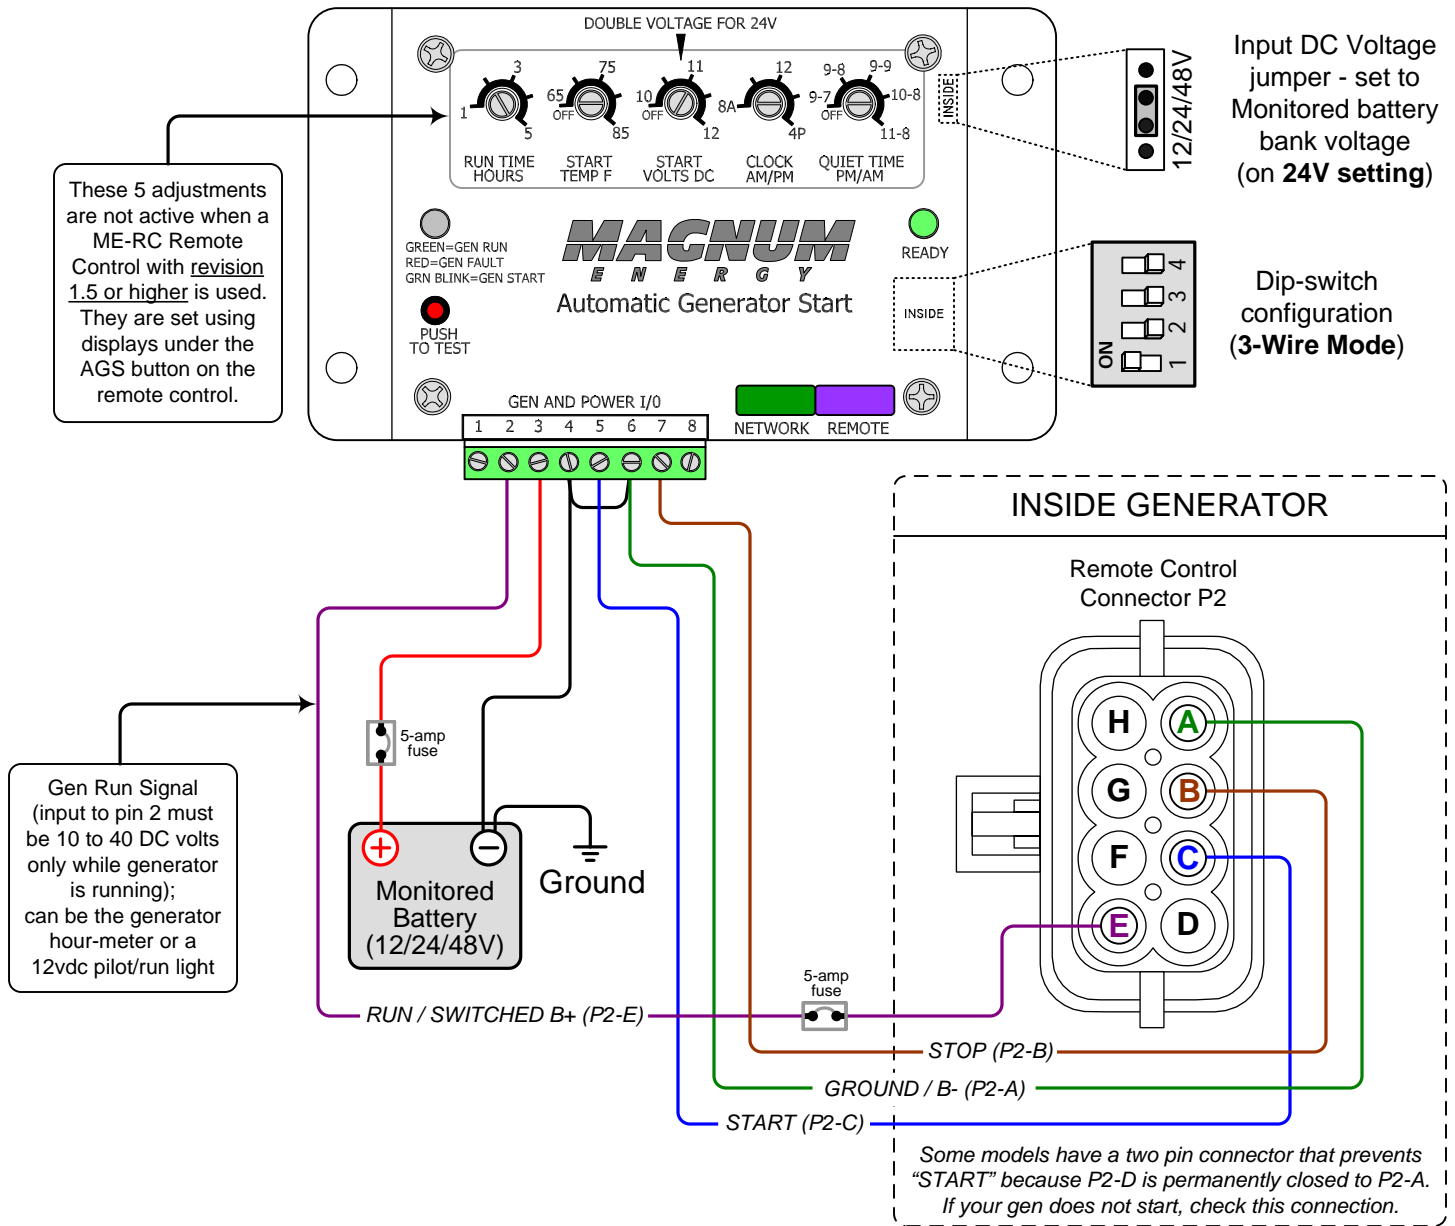 DOUBLE VOLTAGE FOR 24V
1
3
5
RUN TIME
HOURS
OFF
65
75
85
START
TEMP F
OFF
10
11
12
START
VOLTS DC
8A
12
4P
CLOCK
AM/PM
OFF
9-7
9-8
9-9
10-8
11-8
QUIET TIME
PM/AM
INSIDE
12/24/48V
Input DC Voltage
jumper - set to
Monitored battery
bank voltage
(on 24V setting)
These 5 adjustments
are not active when a
ME-RC Remote
Control with revision
1.5 or higher is used.
They are set using
displays under the
AGS button on the
remote control.
GREEN=GEN RUN
RED=GEN FAULT
GRN BLINK=GEN START
PUSH
TO TEST
MAGNUM
ENERGY
Automatic Generator Start
READY
INSIDE
ON
1 2 3 4
Dip-switch
configuration
(3-Wire Mode)
GEN AND POWER I/0
1 2 3 4 5 6 7 8
NETWORK REMOTE
INSIDE GENERATOR
Remote Control
Connector P2
H A
G B
F C
E D
5-amp
fuse
Gen Run Signal
(input to pin 2 must
be 10 to 40 DC volts
only while generator
is running);
can be the generator
hour-meter or a
12vdc pilot/run light
+
−
Monitored
Battery
(12/24/48V)
Ground
5-amp
fuse
RUN / SWITCHED B+ (P2-E)
STOP (P2-B)
GROUND / B- (P2-A)
START (P2-C)
Some models have a two pin connector that prevents
“START” because P2-D is permanently closed to P2-A.
If your gen does not start, check this connection.